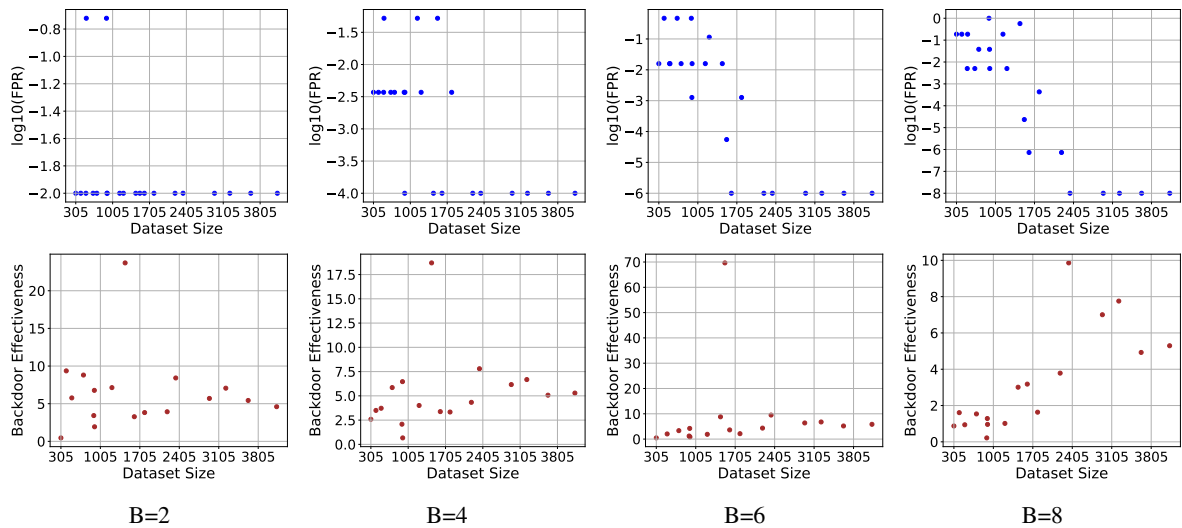 log10(FPR)
−0.8
−1.0
−1.2
−1.4
−1.6
−1.8
−2.0
305 1005 1705 2405 3105 3805
Dataset Size
log10(FPR)
−1.5
−2.0
−2.5
−3.0
−3.5
−4.0
305 1005 1705 2405 3105 3805
Dataset Size
log10(FPR)
−1
−2
−3
−4
−5
−6
305 1005 1705 2405 3105 3805
Dataset Size
log10(FPR)
0
−1
−2
−3
−4
−5
−6
−7
−8
305 1005 1705 2405 3105 3805
Dataset Size
Backdoor Effectiveness
20
15
10
5
0
305 1005 1705 2405 3105 3805
Dataset Size
Backdoor Effectiveness
17.5
15.0
12.5
10.0
7.5
5.0
2.5
0.0
305 1005 1705 2405 3105 3805
Dataset Size
Backdoor Effectiveness
70
60
50
40
30
20
10
0
305 1005 1705 2405 3105 3805
Dataset Size
Backdoor Effectiveness
10
8
6
4
2
0
305 1005 1705 2405 3105 3805
Dataset Size
B=2
B=4
B=6
B=8